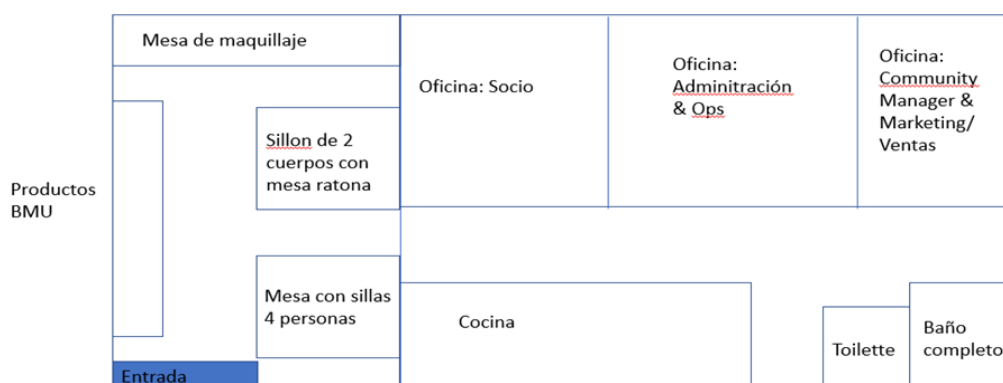 Mesa de maquillaje
Oficina: Socio
Oficina:
Adminitración
& Ops
Oficina:
Community
Manager &
Marketing/
Ventas
Sillon de 2
cuerpos con
mesa ratona
Productos
BMU
Mesa con sillas
4 personas
Cocina
Toilette
Baño
completo
Entrada